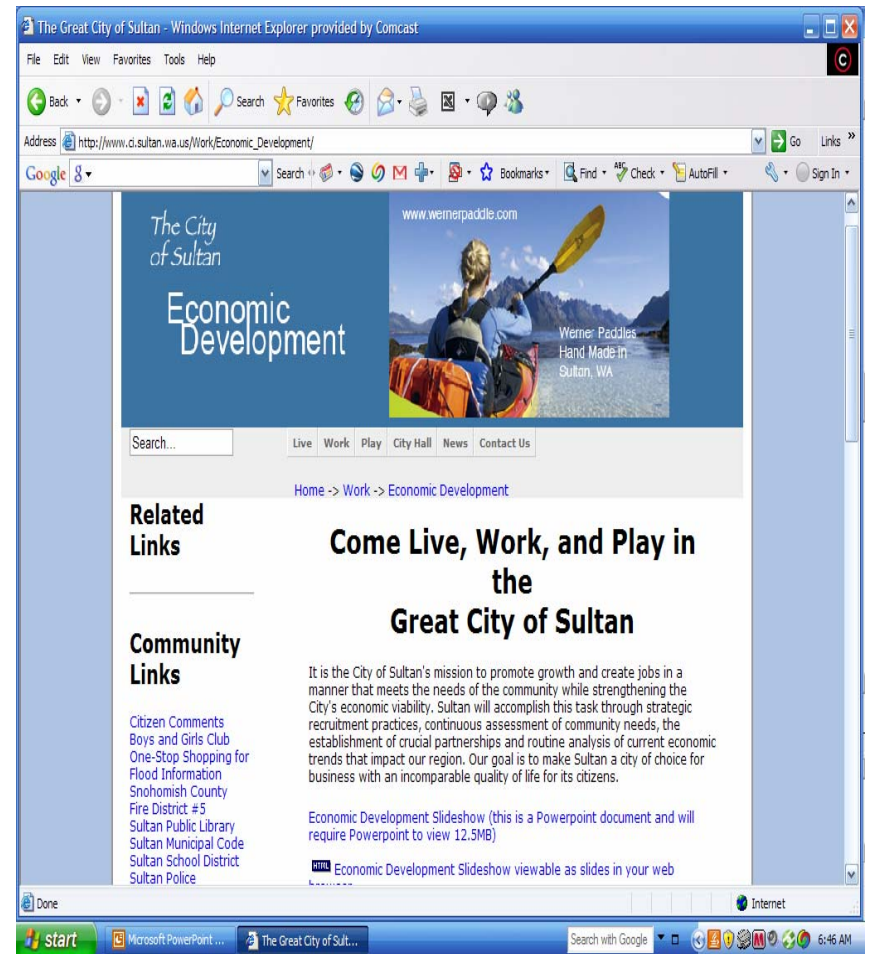 The Great City of Sultan - Windows Internet Explorer provided by Comcast
File Edit View Favorites Tools Help
Back Search Favorites
Address http://www.ci.sultan.wa.us/Work/Economic_Development/ Go Links »
Google Search Bookmarks Find Check AutoFill Sign In
The City
of Sultan
Economic
Development
www.wernerpaddle.com
Werner Paddles
Hand Made in
Sultan, WA
Search... Live Work Play City Hall News Contact Us
Home -> Work -> Economic Development
Related
Links
Community
Links
Citizen Comments
Boys and Girls Club
One-Stop Shopping for
Flood Information
Snohomish County
Fire District #5
Sultan Public Library
Sultan Municipal Code
Sultan School District
Sultan Police
Come Live, Work, and Play in
the
Great City of Sultan
It is the City of Sultan's mission to promote growth and create jobs in a
manner that meets the needs of the community while strengthening the
City's economic viability. Sultan will accomplish this task through strategic
recruitment practices, continuous assessment of community needs, the
establishment of crucial partnerships and routine analysis of current economic
trends that impact our region. Our goal is to make Sultan a city of choice for
business with an incomparable quality of life for its citizens.
Economic Development Slideshow (this is a Powerpoint document and will
require Powerpoint to view 12.5MB)
HTML Economic Development Slideshow viewable as slides in your web
browser
Done Internet
start Microsoft PowerPoint ... The Great City of Sult... Search with Google 6:46 AM